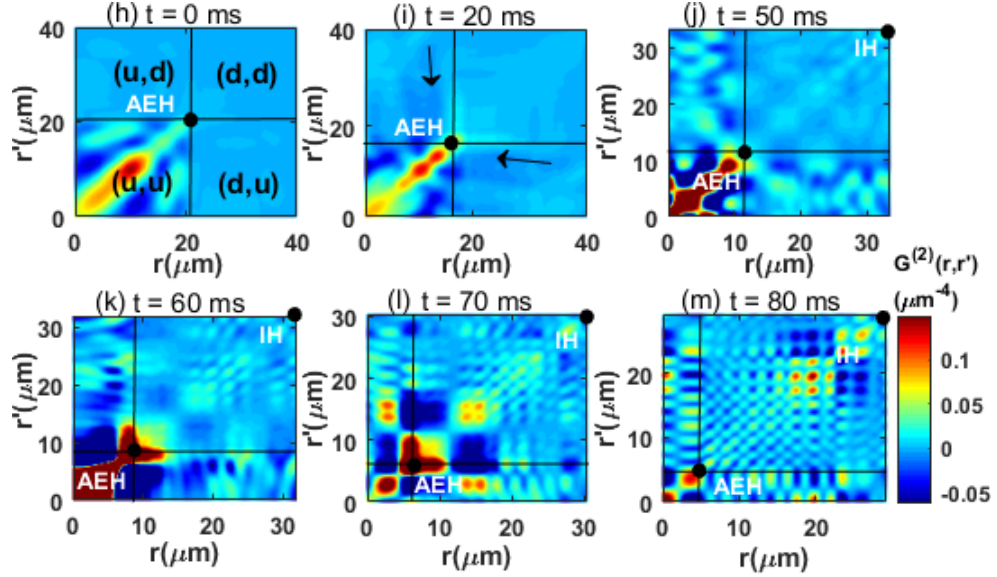 (h) t = 0 ms
(i) t = 20 ms
(j) t = 50 ms
40
20
0
r'(μm)
(u,d)
(d,d)
AEH
(u,u)
(d,u)
0
20
40
r(μm)
40
20
0
r'(μm)
AEH
0
20
40
r(μm)
30
20
10
0
r'(μm)
IH
AEH
0
10
20
30
r(μm)
G(2)(r,r')
(μm-4)
0.1
0.05
0
-0.05
(k) t = 60 ms
(l) t = 70 ms
(m) t = 80 ms
30
20
10
0
r'(μm)
IH
AEH
0
10
20
30
r(μm)
30
20
10
0
r'(μm)
IH
AEH
0
10
20
30
r(μm)
20
10
0
r'(μm)
IH
AEH
0
10
20
r(μm)